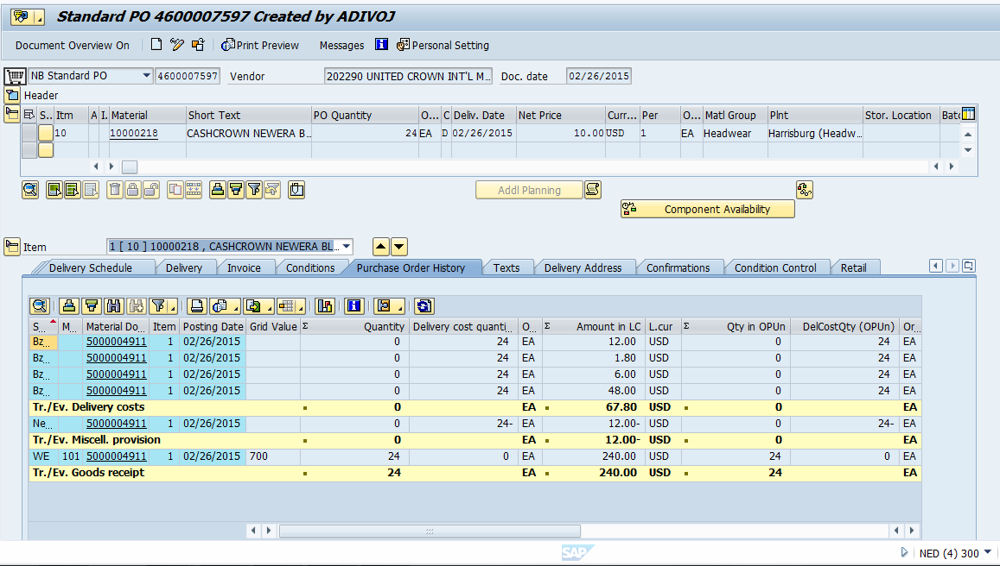 Standard PO 4600007597 Created by ADIVOJ
Document Overview On Print Preview Messages Personal Setting
NB Standard PO 4600007597 Vendor 202290 UNITED CROWN INT'L M... Doc. date 02/26/2015
Header
S.. Itm A I. Material Short Text PO Quantity O... C Deliv. Date Net Price Curr... Per O... Matl Group Plnt Stor. Location Batc
10 10000218 CASHCROWN NEWERA B... 24 EA D 02/26/2015 10.00 USD 1 EA Headwear Harrisburg (Headw...
Addl Planning
Component Availability
Item 1 [ 10 ] 10000218 , CASHCROWN NEWERA BL...
Delivery Schedule Delivery Invoice Conditions Purchase Order History Texts Delivery Address Confirmations Condition Control Retail
S... M... Material Do... Item Posting Date Grid Value Σ Quantity Delivery cost quanti... O... Σ Amount in LC L.cur Σ Qty in OPUn DelCostQty (OPUn) Or...
Bz... 5000004911 1 02/26/2015 0 24 EA 12.00 USD 0 24 EA
Bz... 5000004911 1 02/26/2015 0 24 EA 1.80 USD 0 24 EA
Bz... 5000004911 1 02/26/2015 0 24 EA 6.00 USD 0 24 EA
Bz... 5000004911 1 02/26/2015 0 24 EA 48.00 USD 0 24 EA
Tr./Ev. Delivery costs 0 EA 67.80 USD 0 EA
Ne... 5000004911 1 02/26/2015 0 24- EA 12.00- USD 0 24- EA
Tr./Ev. Miscell. provision 0 EA 12.00- USD 0 EA
WE 101 5000004911 1 02/26/2015 700 24 0 EA 240.00 USD 24 0 EA
Tr./Ev. Goods receipt 24 EA 240.00 USD 24 EA
SAP NED (4) 300